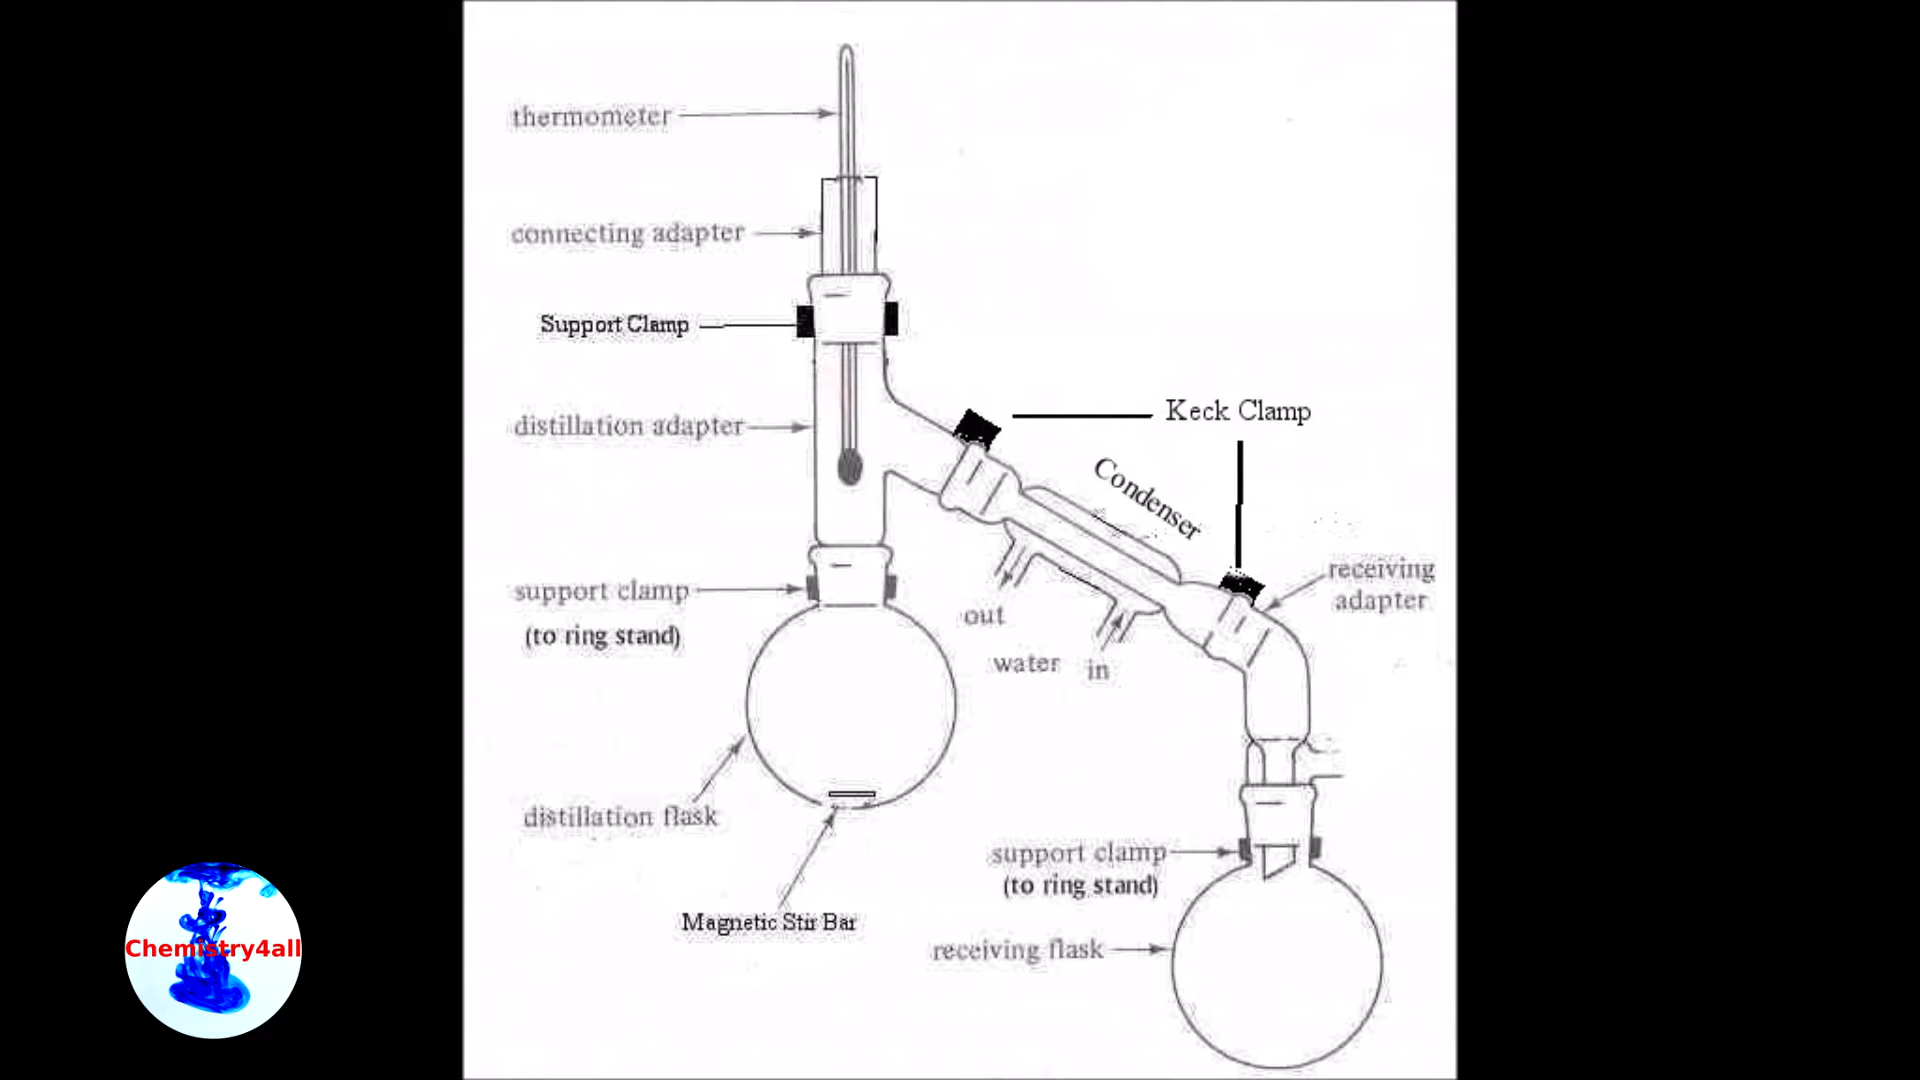 thermometer
connecting adapter
Support Clamp
distillation adapter
Keck Clamp
Condenser
support clamp
(to ring stand)
receiving
adapter
out
water in
distillation flask
Magnetic Stir Bar
support clamp
(to ring stand)
receiving flask
Chemistry4all